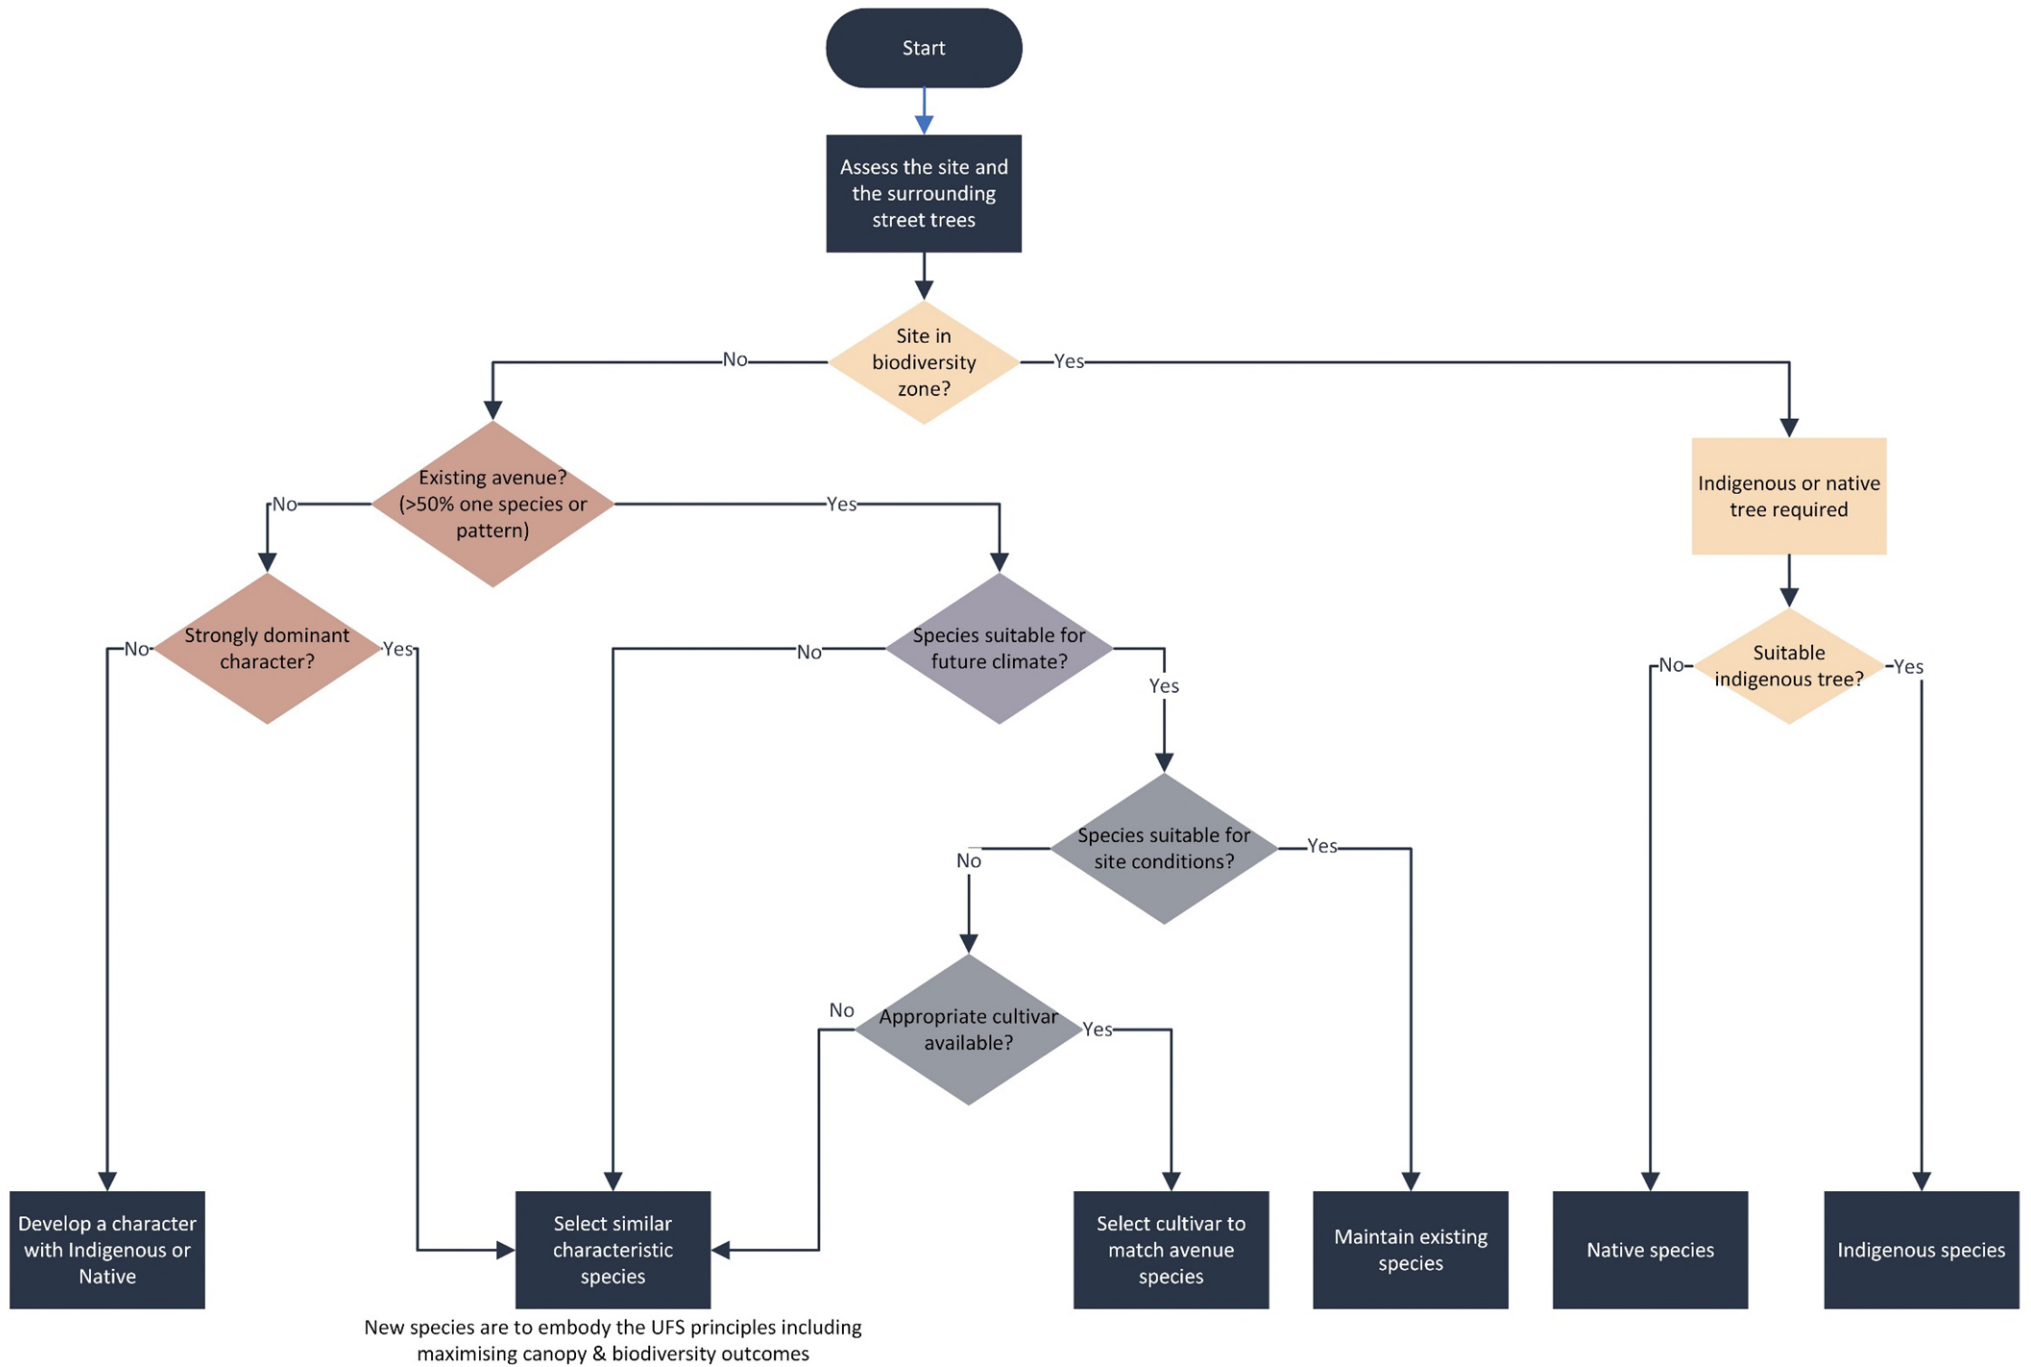 Start
Assess the site and
the surrounding
street trees
Site in
biodiversity
zone?
No
Yes
Existing avenue?
(>50% one species or
pattern)
No
Yes
Indigenous or native
tree required
Strongly dominant
character?
No
Yes
Species suitable for
future climate?
No
Yes
Suitable
indigenous tree?
No
Yes
Species suitable for
site conditions?
No
Yes
Appropriate cultivar
available?
No
Yes
Develop a character
with Indigenous or
Native
Select similar
characteristic
species
Select cultivar to
match avenue
species
Maintain existing
species
Native species
Indigenous species
New species are to embody the UFS principles including
maximising canopy & biodiversity outcomes